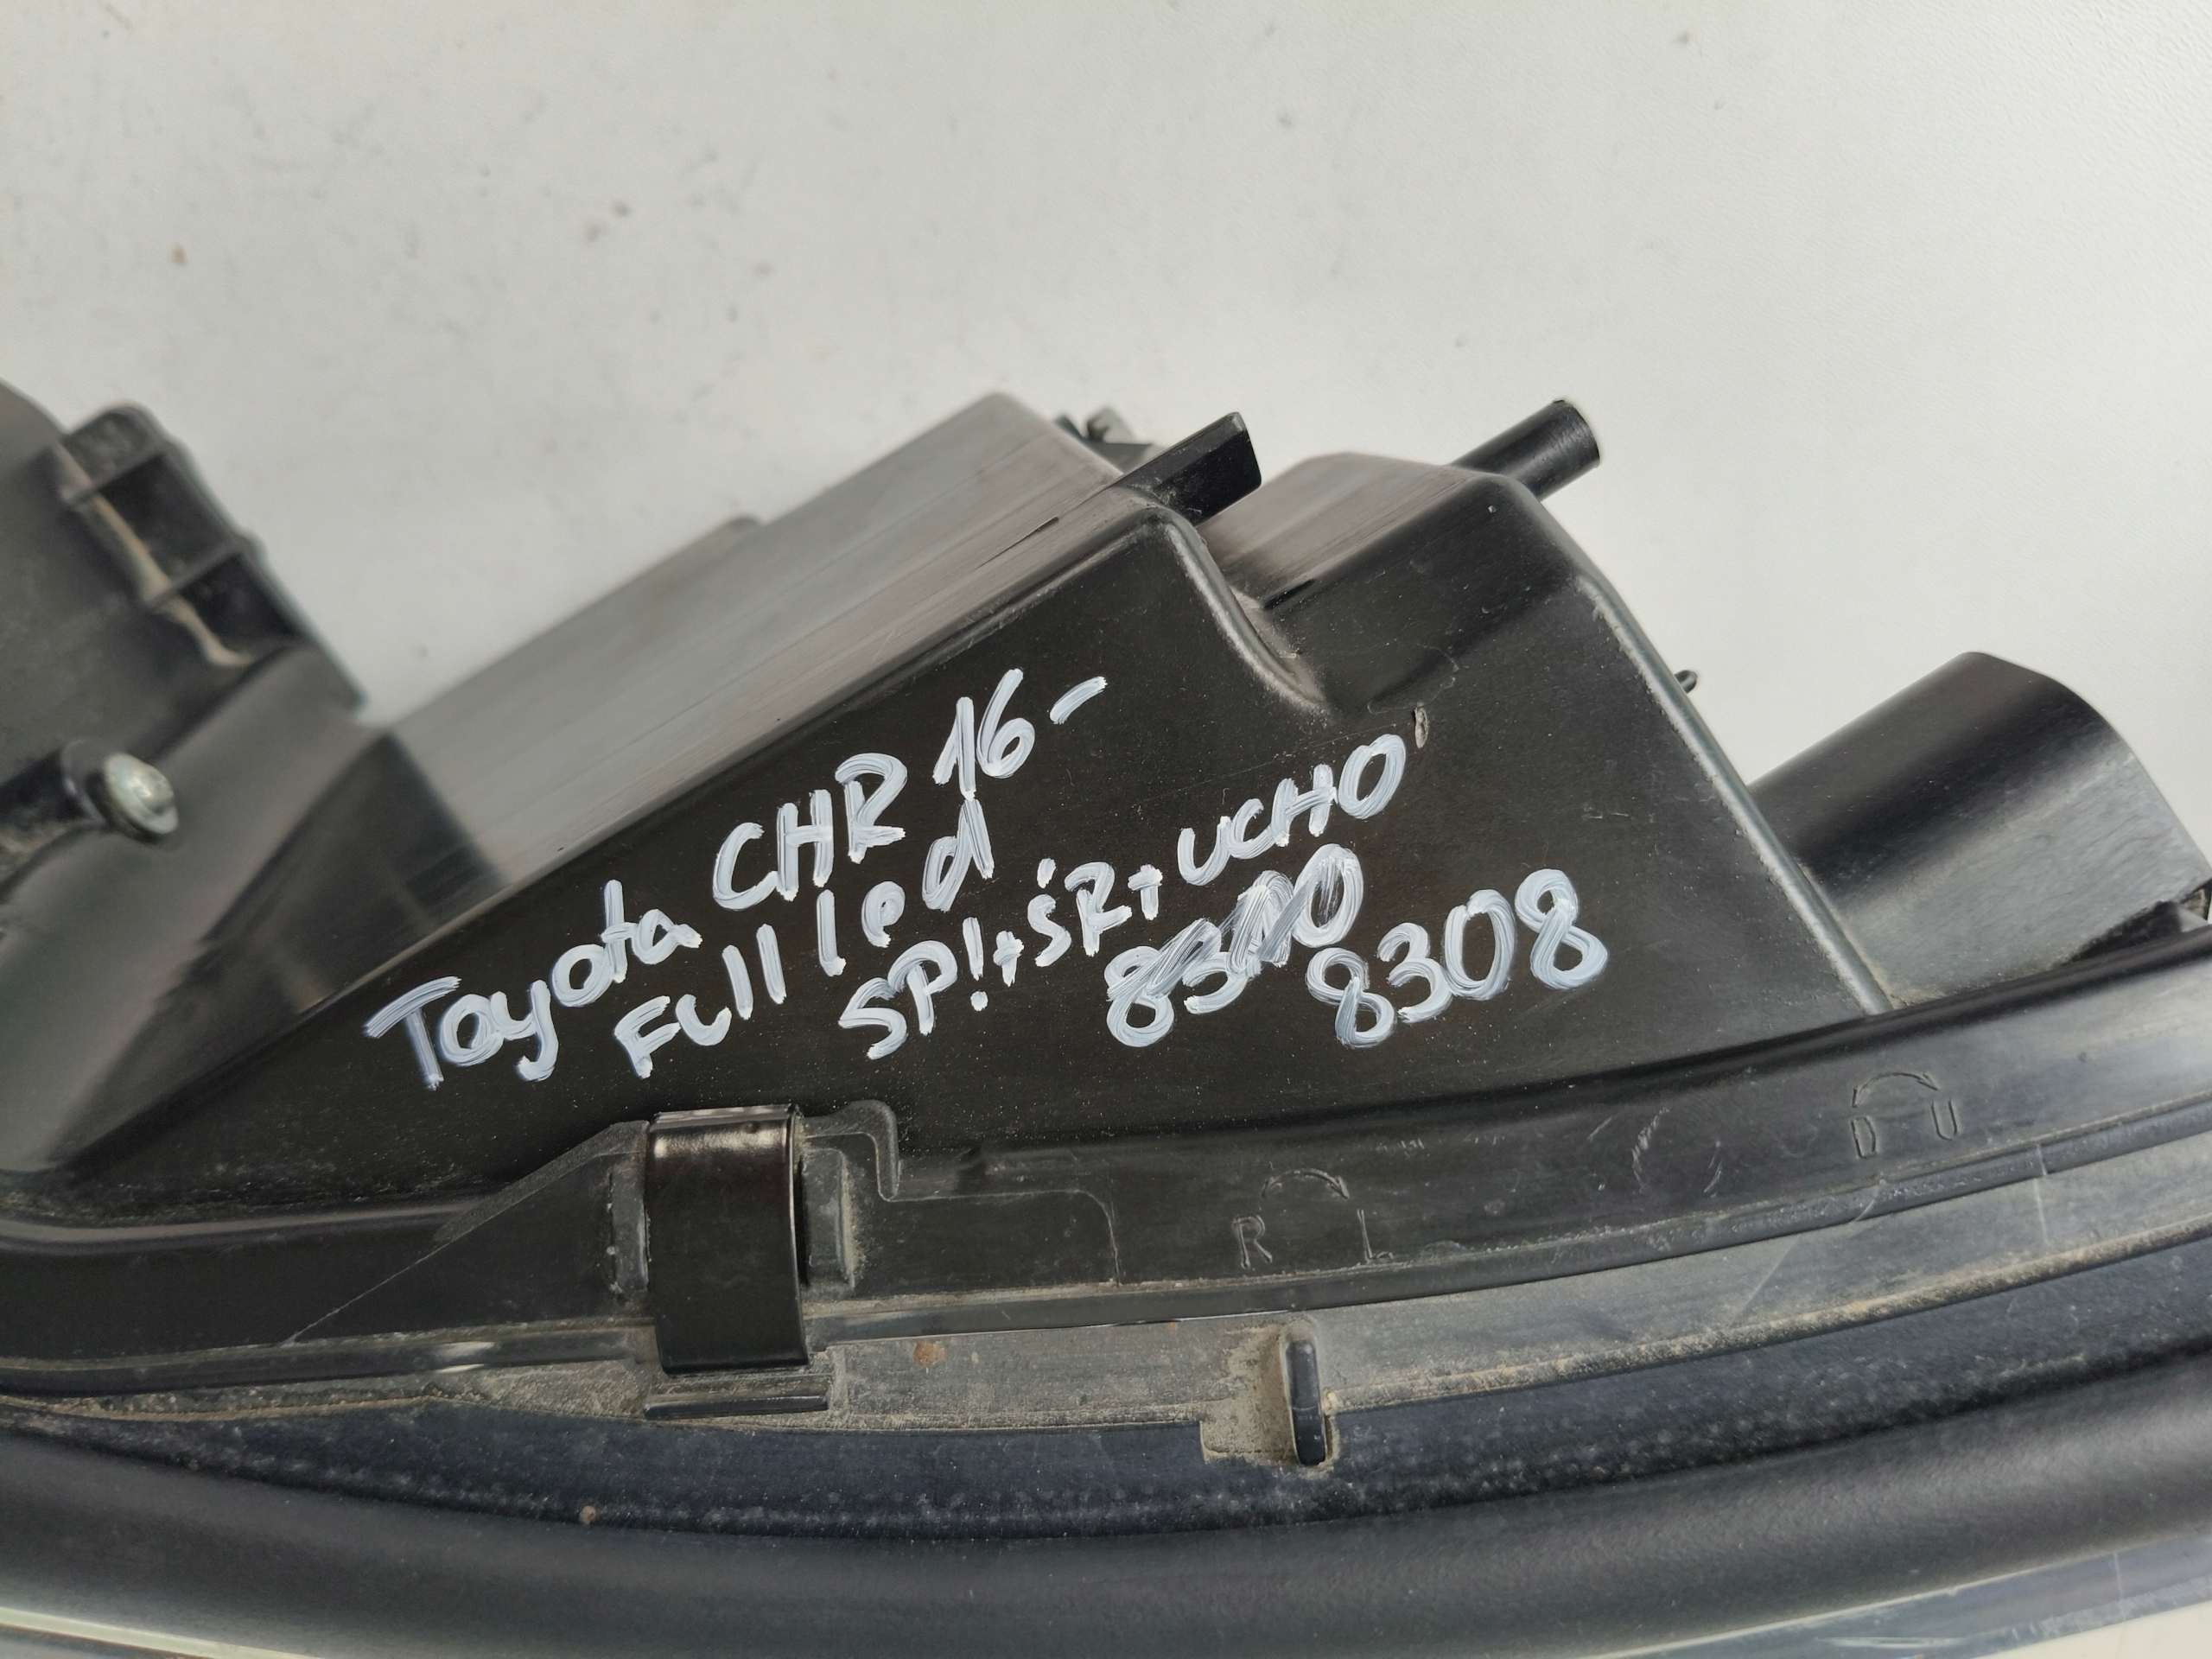 Toyota CHR 16-
Full led
SP!+ŚR+UCHO
8308
R L
D U